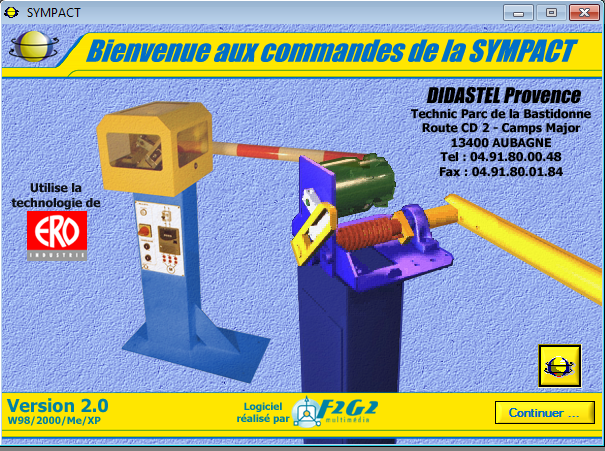 SYMPACT
Bienvenue aux commandes de la SYMPACT
DIDASTEL Provence
Technic Parc de la Bastidonne
Route CD 2 - Camps Major
13400 AUBAGNE
Tel : 04.91.80.00.48
Fax : 04.91.80.01.84
Utilise la
technologie de
ERO
INDUSTRIE
Version 2.0
W98/2000/Me/XP
Logiciel
réalisé par
F2G2
multimédia
Continuer ...